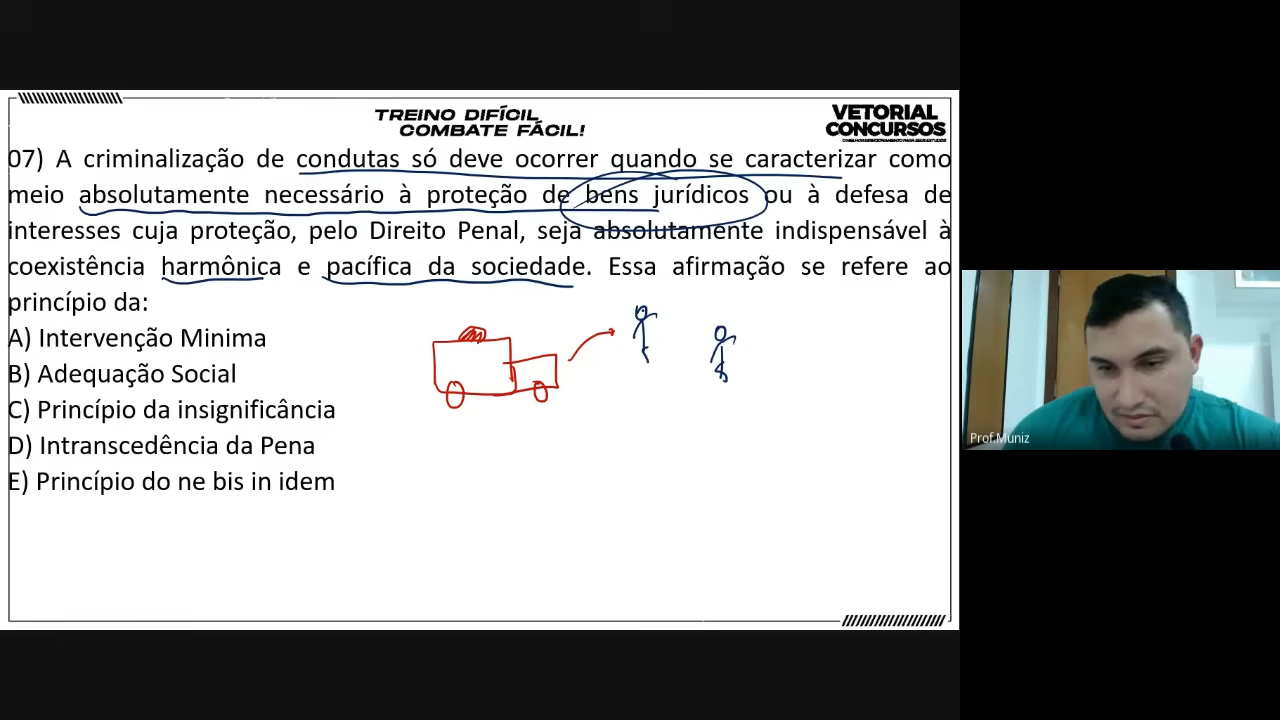 TREINO DIFÍCIL
COMBATE FÁCIL!
VETORIAL
CONCURSOS
07) A criminalização de condutas só deve ocorrer quando se caracterizar como
meio absolutamente necessário à proteção de bens jurídicos ou à defesa de
interesses cuja proteção, pelo Direito Penal, seja absolutamente indispensável à
coexistência harmônica e pacífica da sociedade. Essa afirmação se refere ao
princípio da:
A) Intervenção Minima
B) Adequação Social
C) Princípio da insignificância
D) Intranscedência da Pena
E) Princípio do ne bis in idem
Prof.Muniz